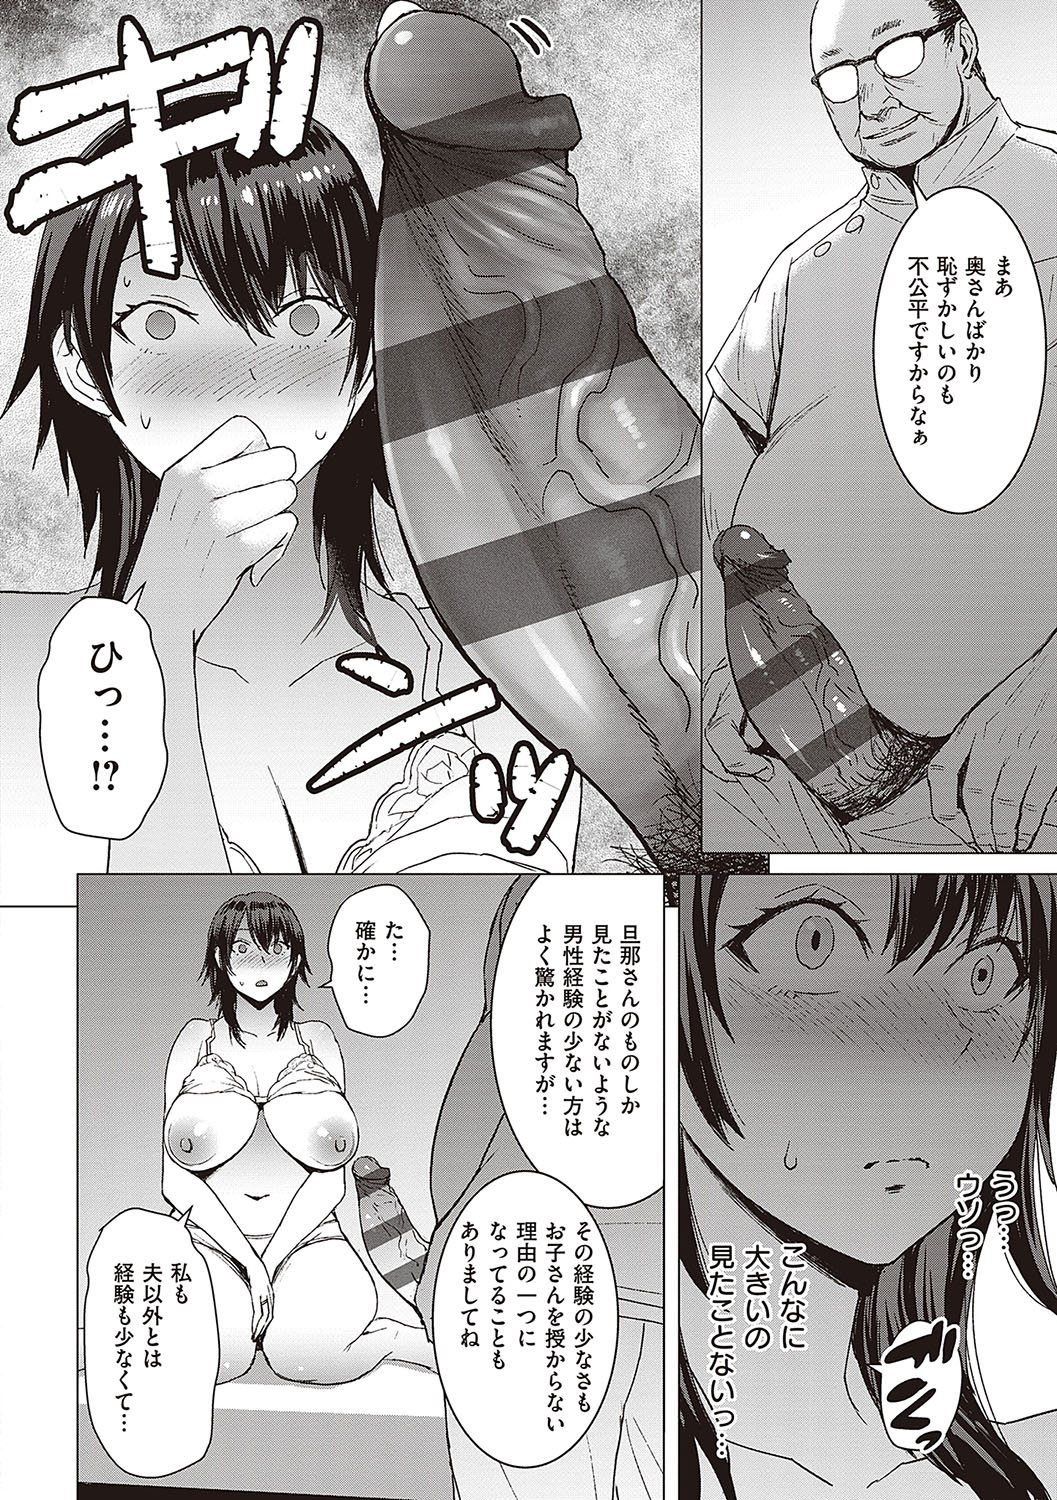 まあ
奥さんばかり
恥ずかしいのも
不公平ですからなぁ
ギ
ンッ
ひっ…!?
うっ…
ウソっ…
こんなに
大きいの
見たことないっ…
旦那さんのものしか
見たことがないような
男性経験の少ない方は
よく驚かれますが…
その経験の少なさも
お子さんを授からない
理由の一つに
なってることも
ありましてね
た…
確かに…
私も
夫以外とは
経験も少なくて…